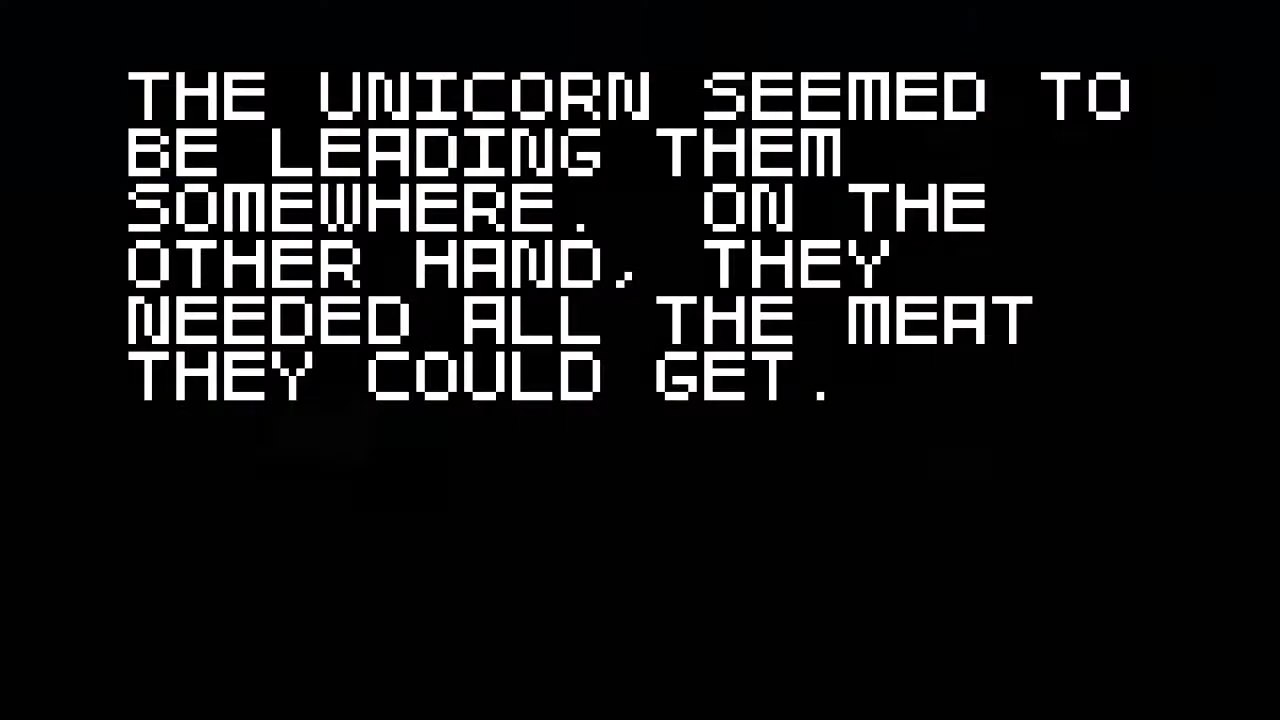 THE UNICORN SEEMED TO
BE LEADING THEM
SOMEWHERE.  ON THE
OTHER HAND, THEY
NEEDED ALL THE MEAT
THEY COULD GET.